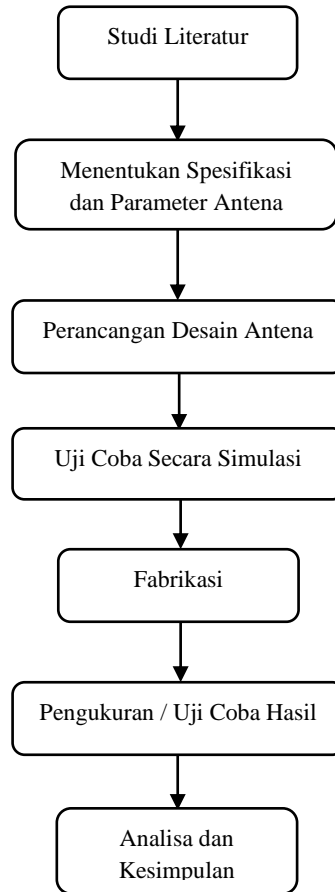 Studi Literatur
Menentukan Spesifikasi
dan Parameter Antena
Perancangan Desain Antena
Uji Coba Secara Simulasi
Fabrikasi
Pengukuran / Uji Coba Hasil
Analisa dan
Kesimpulan